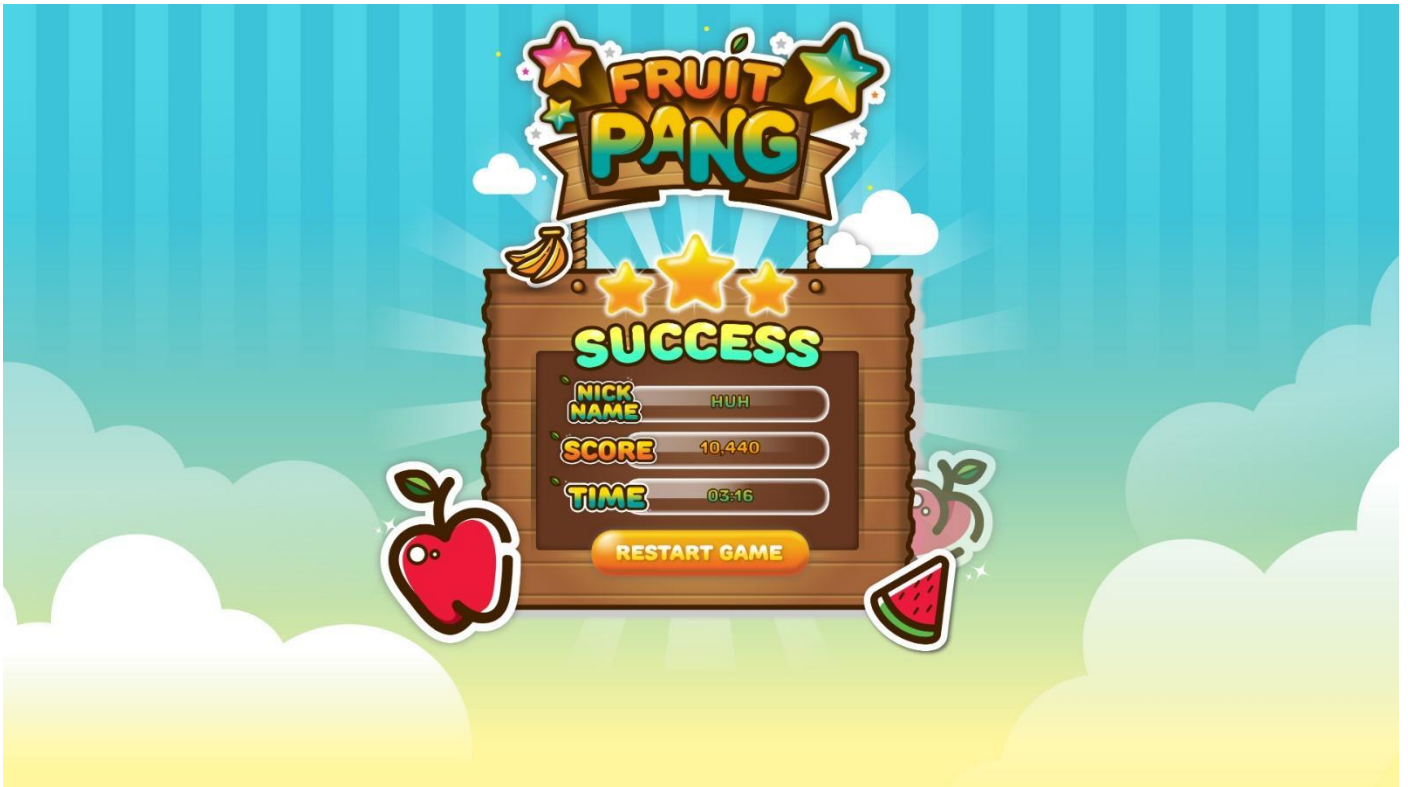 FRUIT
PANG
SUCCESS
NICK
NAME
HUH
SCORE
10,440
TIME
03:16
RESTART GAME